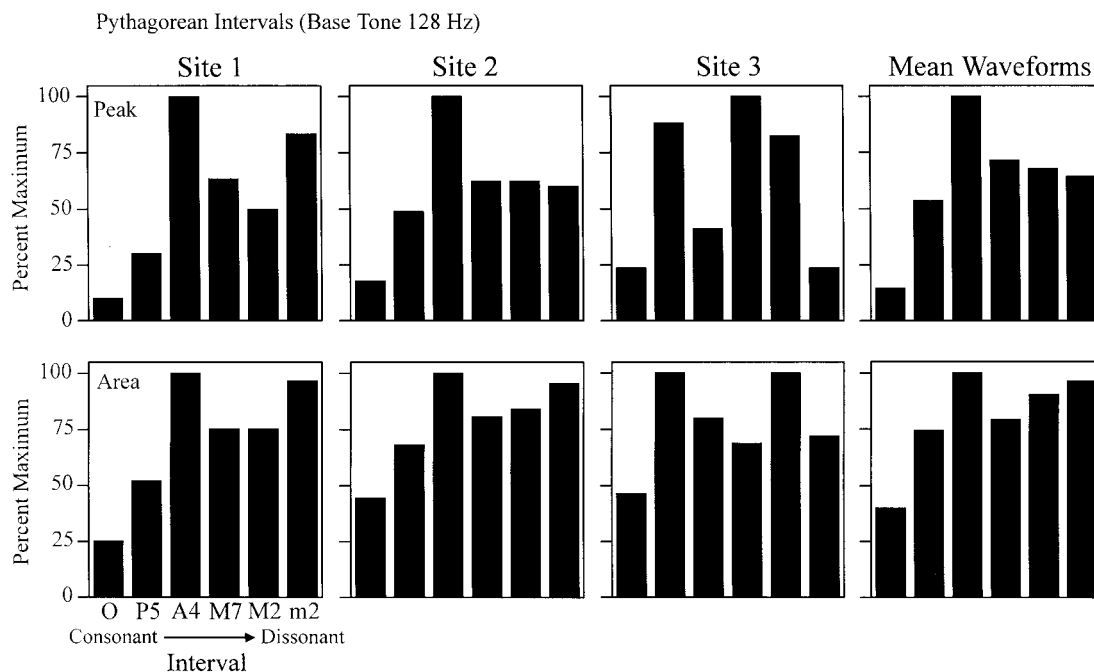 Pythagorean Intervals (Base Tone 128 Hz)
Site 1 Site 2 Site 3 Mean Waveforms
Percent Maximum
100
75
50
25
0
Peak
Percent Maximum
100
75
50
25
0
Area
O P5 A4 M7 M2 m2
Consonant Dissonant
Interval